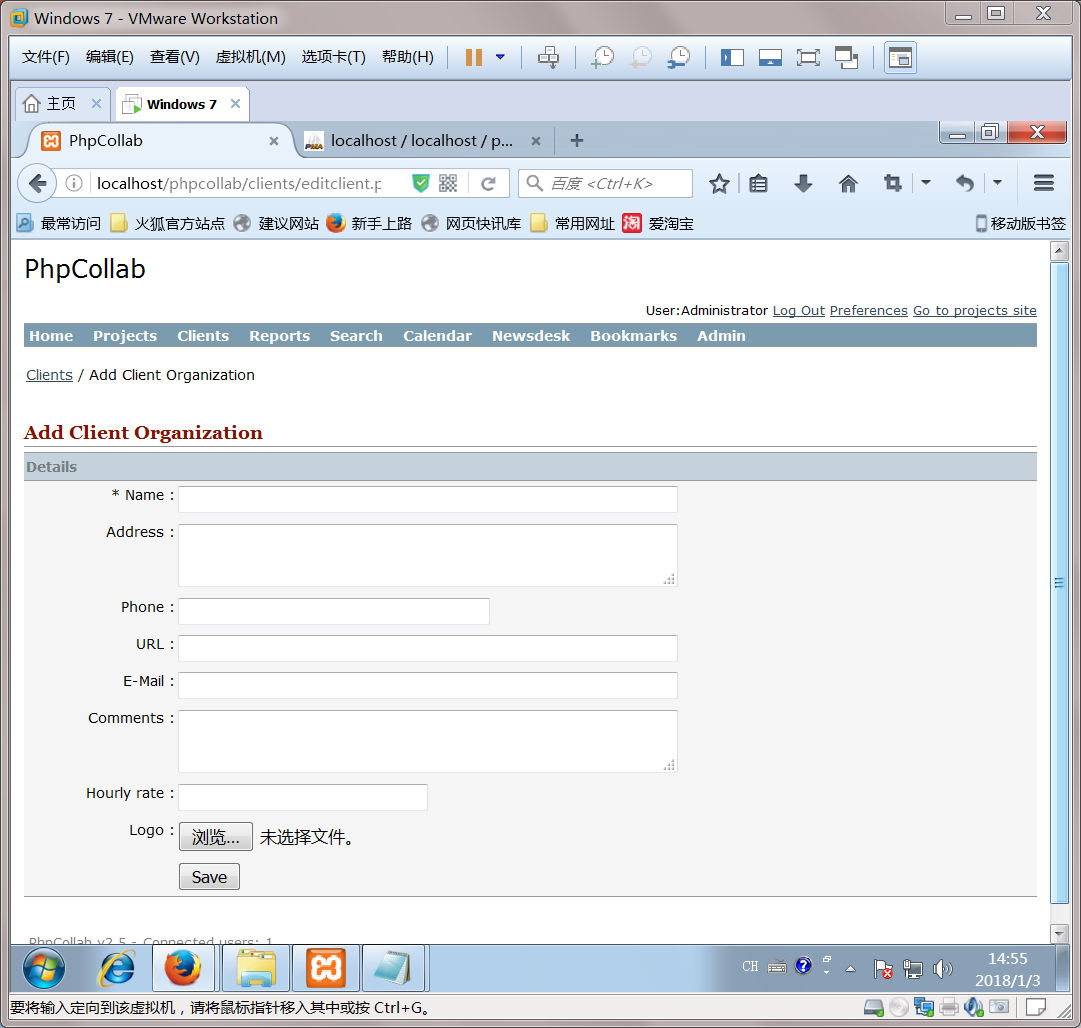 Windows 7 - VMware Workstation
文件(F) 编辑(E) 查看(V) 虚拟机(M) 选项卡(T) 帮助(H)
主页 Windows 7
PhpCollab localhost / localhost / p...
localhost/phpcollab/clients/editclient.p 百度 <Ctrl+K>
最常访问 火狐官方站点 建议网站 新手上路 网页快讯库 常用网址 淘 爱淘宝 移动版书签
PhpCollab
User:Administrator Log Out Preferences Go to projects site
Home Projects Clients Reports Search Calendar Newsdesk Bookmarks Admin
Clients / Add Client Organization
Add Client Organization
Details
* Name :
Address :
Phone :
URL :
E-Mail :
Comments :
Hourly rate :
Logo : 浏览... 未选择文件。
Save
PhpCollab v2.5 - Connected users: 1
CH 14:55
2018/1/3
要将输入定向到该虚拟机，请将鼠标指针移入其中或按 Ctrl+G。